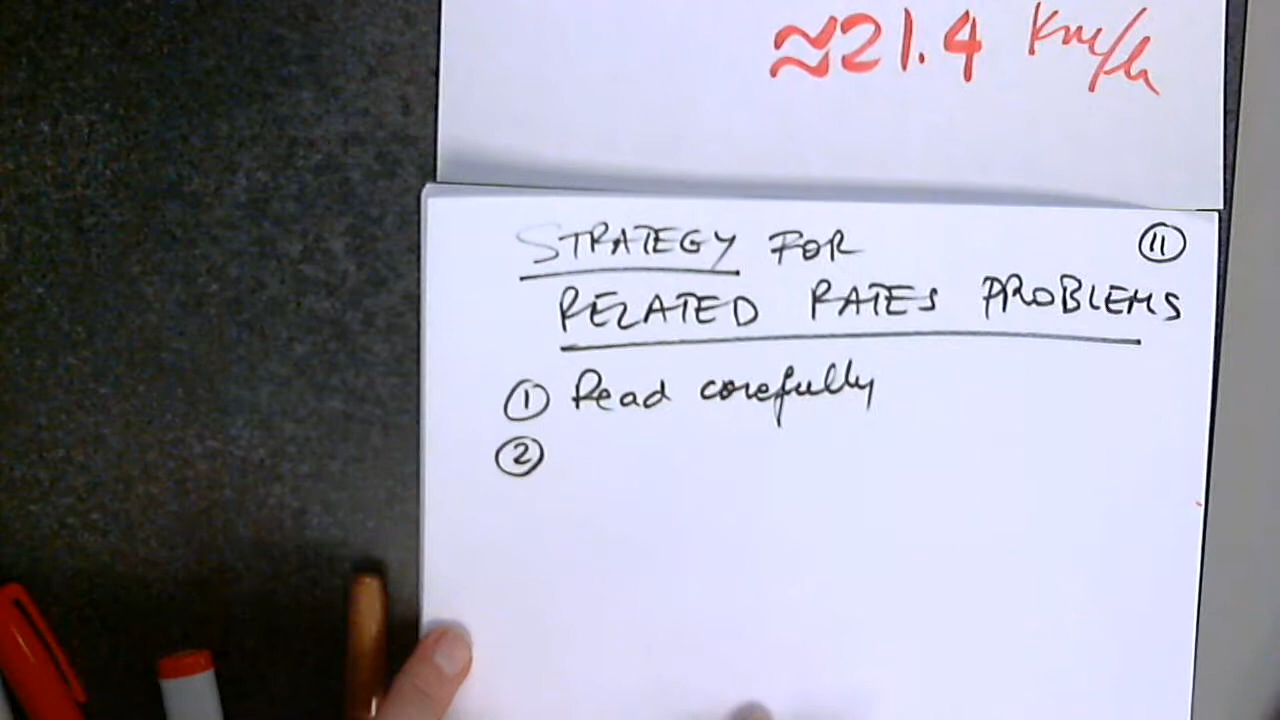 ≈21.4 Km/h
STRATEGY FOR
⑪
RELATED RATES PROBLEMS
① Read carefully
②